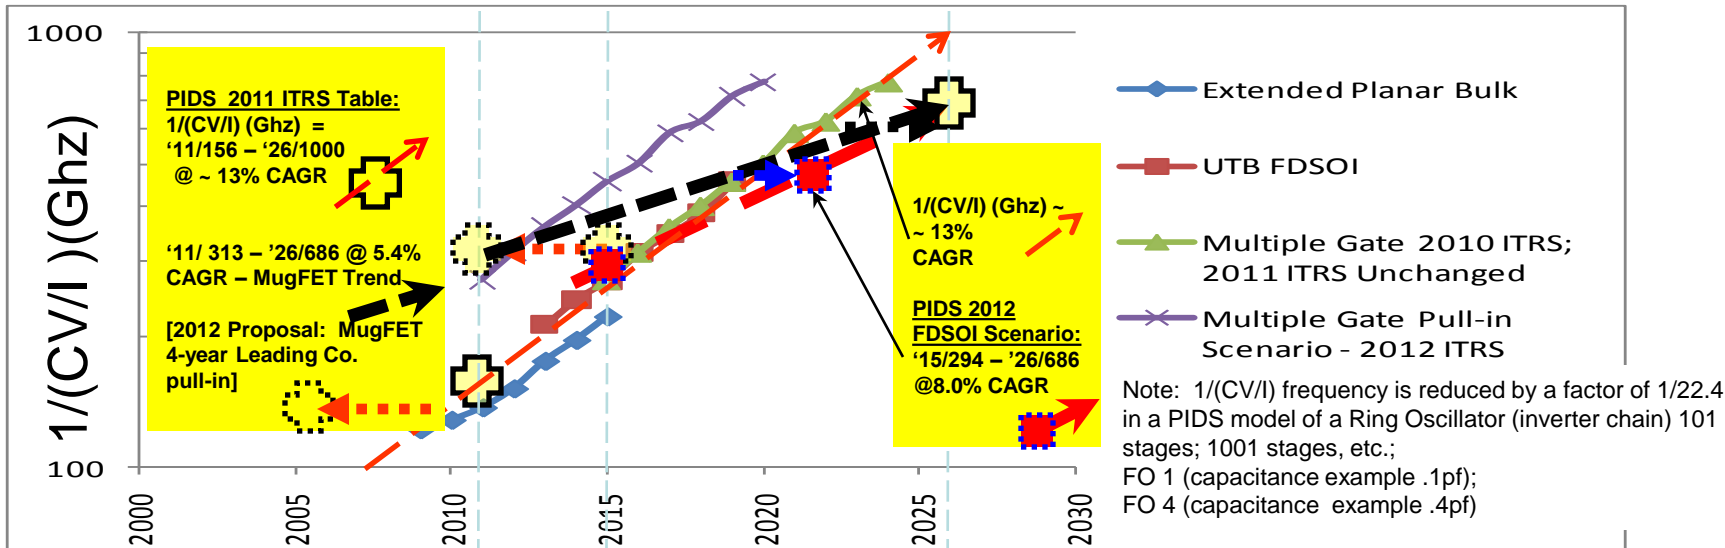 1000
100
1/(CV/I )(Ghz)
PIDS 2011 ITRS Table:
1/(CV/I) (Ghz) =
‘11/156 – ‘26/1000
@ ~ 13% CAGR
‘11/ 313 – ‘26/686 @ 5.4%
CAGR – MugFET Trend
[2012 Proposal: MugFET
4-year Leading Co.
pull-in]
1/(CV/I) (Ghz) ~
~ 13%
CAGR
PIDS 2012
FDSOI Scenario:
‘15/294 – ‘26/686
@8.0% CAGR
2000
2005
2010
2015
2020
2025
2030
Extended Planar Bulk
UTB FDSOI
Multiple Gate 2010 ITRS;
2011 ITRS Unchanged
Multiple Gate Pull-in
Scenario - 2012 ITRS
Note: 1/(CV/I) frequency is reduced by a factor of 1/22.4
in a PIDS model of a Ring Oscillator (inverter chain) 101
stages; 1001 stages, etc.;
FO 1 (capacitance example .1pf);
FO 4 (capacitance example .4pf)